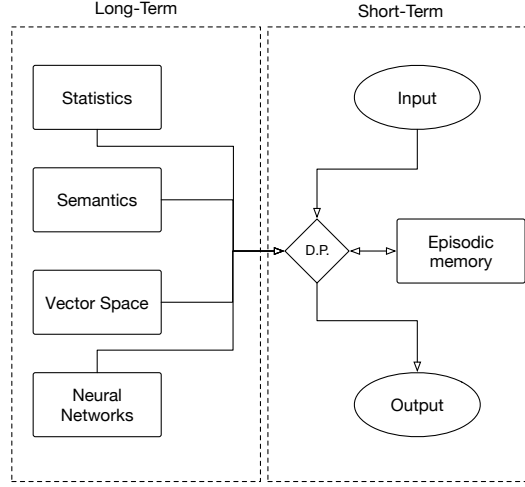 Long-Term
Short-Term
Statistics
Semantics
Vector Space
Neural
Networks
Input
D.P.
Episodic
memory
Output